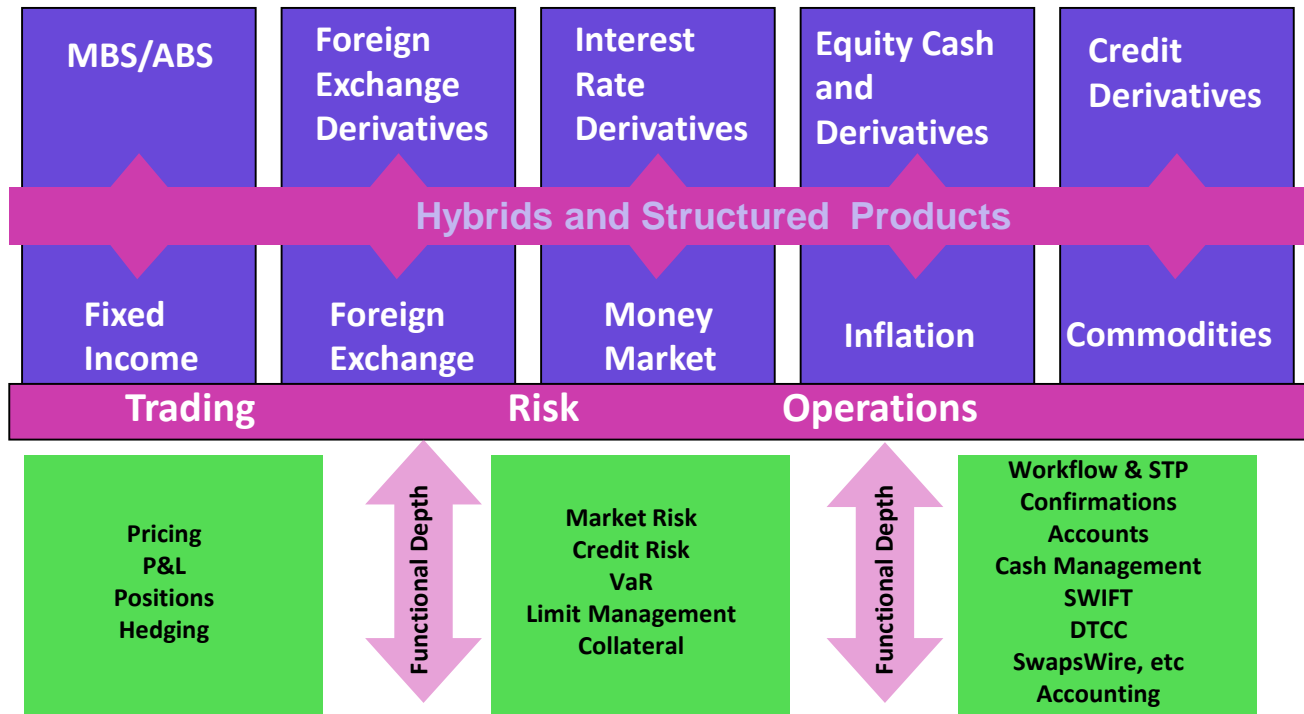 MBS/ABS
Foreign
Exchange
Derivatives
Interest
Rate
Derivatives
Equity Cash
and
Derivatives
Credit
Derivatives
Hybrids and Structured Products
Fixed
Income
Foreign
Exchange
Money
Market
Inflation
Commodities
Trading Risk Operations
Pricing
P&L
Positions
Hedging
Functional Depth
Market Risk
Credit Risk
VaR
Limit Management
Collateral
Functional Depth
Workflow & STP
Confirmations
Accounts
Cash Management
SWIFT
DTCC
SwapsWire, etc
Accounting